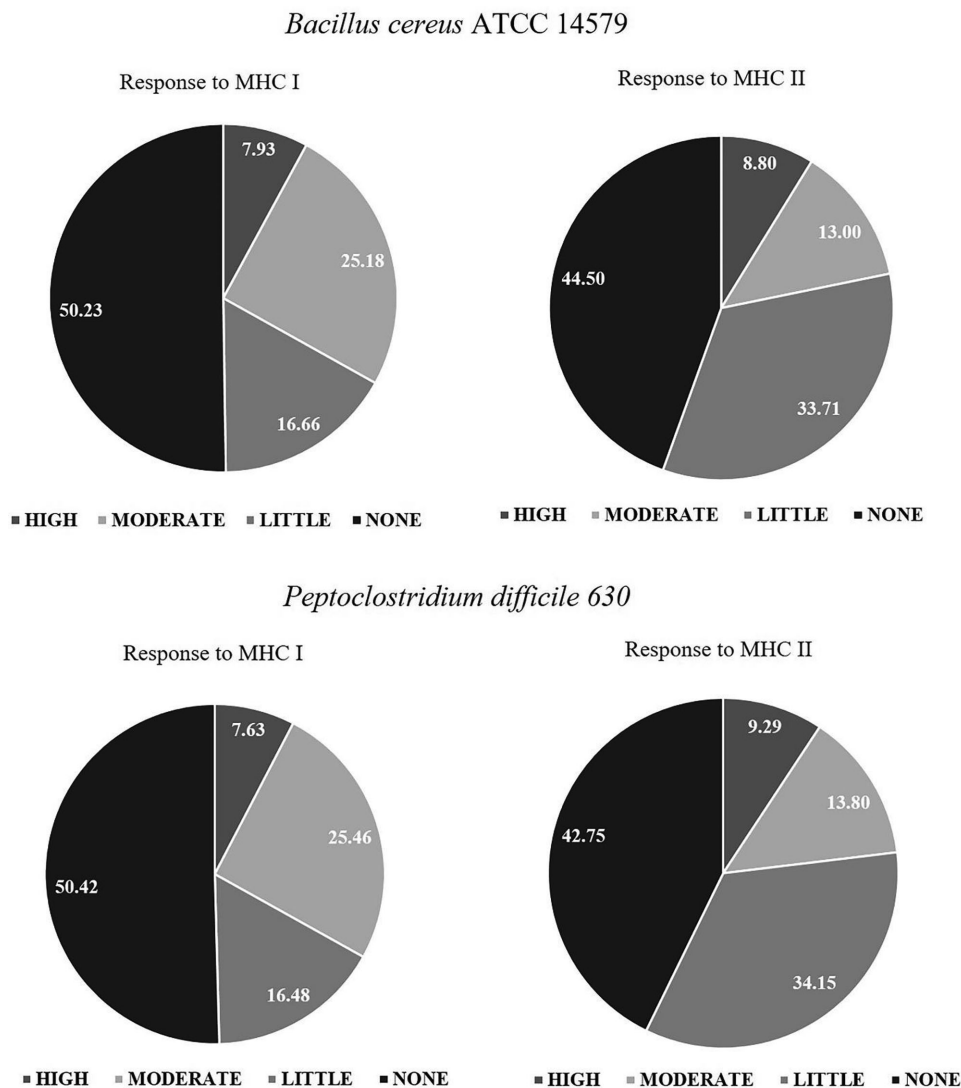 Bacillus cereus ATCC 14579
Response to MHC I
7.93
25.18
50.23
16.66
HIGH MODERATE LITTLE NONE
Response to MHC II
8.80
13.00
44.50
33.71
HIGH MODERATE LITTLE NONE
Peptoclostridium difficile 630
Response to MHC I
7.63
25.46
50.42
16.48
HIGH MODERATE LITTLE NONE
Response to MHC II
9.29
13.80
42.75
34.15
HIGH MODERATE LITTLE NONE